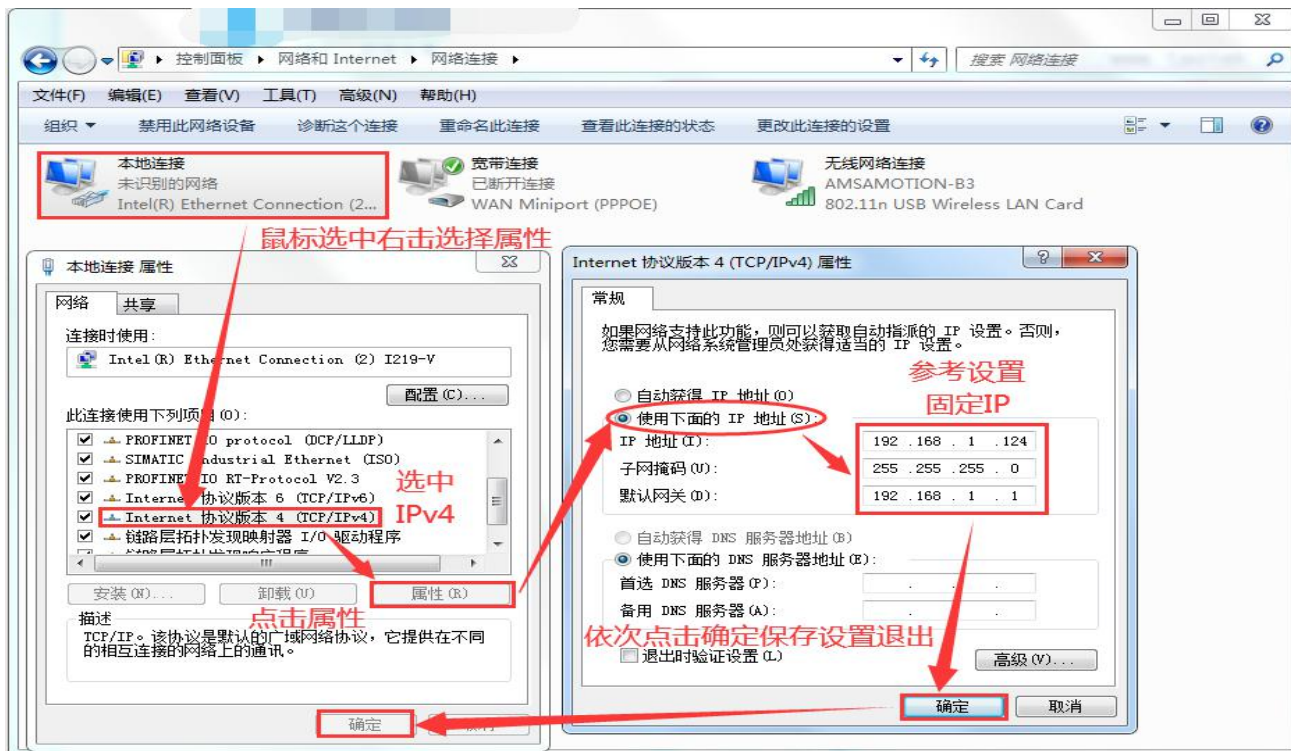 控制面板 ▸ 网络和 Internet ▸ 网络连接 ▸
搜索 网络连接
文件(F) 编辑(E) 查看(V) 工具(T) 高级(N) 帮助(H)
组织 禁用此网络设备 诊断这个连接 重命名此连接 查看此连接的状态 更改此连接的设置
本地连接
未识别的网络
Intel(R) Ethernet Connection (2...
宽带连接
已断开连接
WAN Miniport (PPPOE)
无线网络连接
AMSAMOTION-B3
802.11n USB Wireless LAN Card
鼠标选中右击选择属性
本地连接 属性
网络 共享
连接时使用:
Intel(R) Ethernet Connection (2) I219-V
配置(C)...
此连接使用下列项目(O):
PROFINET IO protocol (DCP/LLDP)
SIMATIC Industrial Ethernet (ISO)
PROFINET IO RT-Protocol V2.3
Internet 协议版本 6 (TCP/IPv6)
Internet 协议版本 4 (TCP/IPv4)
链路层拓扑发现映射器 I/O 驱动程序
选中
IPv4
安装(N)... 卸载(U) 属性(R)
点击属性
描述
TCP/IP。该协议是默认的广域网络协议，它提供在不同
的相互连接的网络上的通讯。
确定
Internet 协议版本 4 (TCP/IPv4) 属性
常规
如果网络支持此功能，则可以获取自动指派的 IP 设置。否则，
您需要从网络系统管理员处获得适当的 IP 设置。
参考设置
固定IP
自动获得 IP 地址(O)
使用下面的 IP 地址(S):
IP 地址(I): 192 .168 . 1 .124
子网掩码(U): 255 .255 .255 . 0
默认网关(D): 192 .168 . 1 . 1
自动获得 DNS 服务器地址(B)
使用下面的 DNS 服务器地址(E):
首选 DNS 服务器(P): . . .
备用 DNS 服务器(A): . . .
依次点击确定保存设置退出
退出时验证设置(L)
高级(V)...
确定 取消